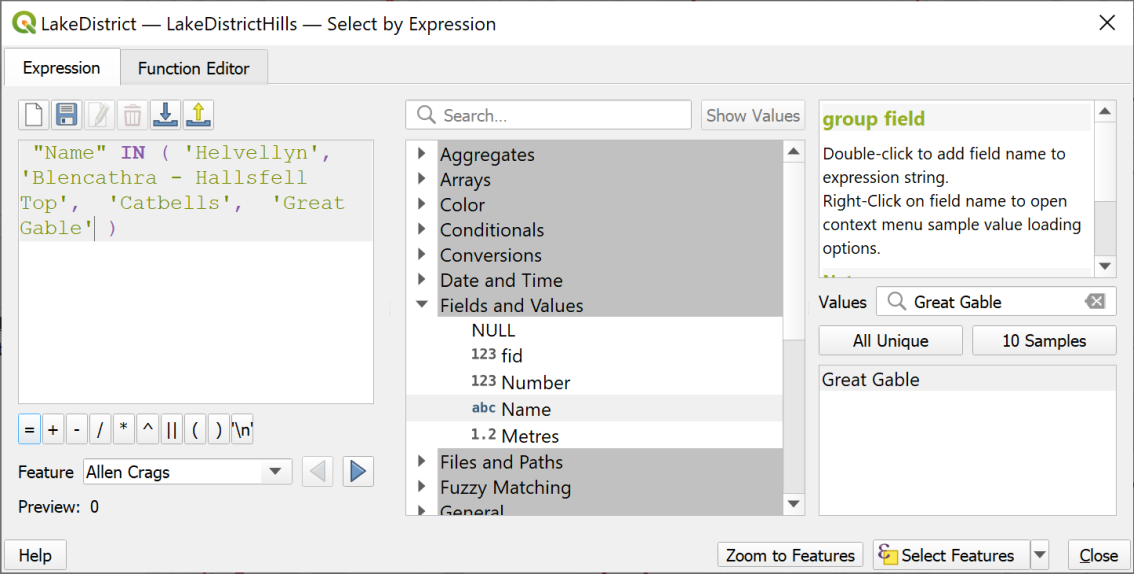 LakeDistrict — LakeDistrictHills — Select by Expression
Expression
Function Editor
"Name" IN ( 'Helvellyn',
'Blencathra - Hallsfell
Top', 'Catbells', 'Great
Gable' )
= + - / * ^ || ( ) '\n'
Feature Allen Crags
Preview: 0
Search...
Show Values
Aggregates
Arrays
Color
Conditionals
Conversions
Date and Time
Fields and Values
NULL
123 fid
123 Number
abc Name
1.2 Metres
Files and Paths
Fuzzy Matching
General
group field
Double-click to add field name to
expression string.
Right-Click on field name to open
context menu sample value loading
options.
Values Great Gable
All Unique
10 Samples
Great Gable
Help
Zoom to Features
ε Select Features
Close